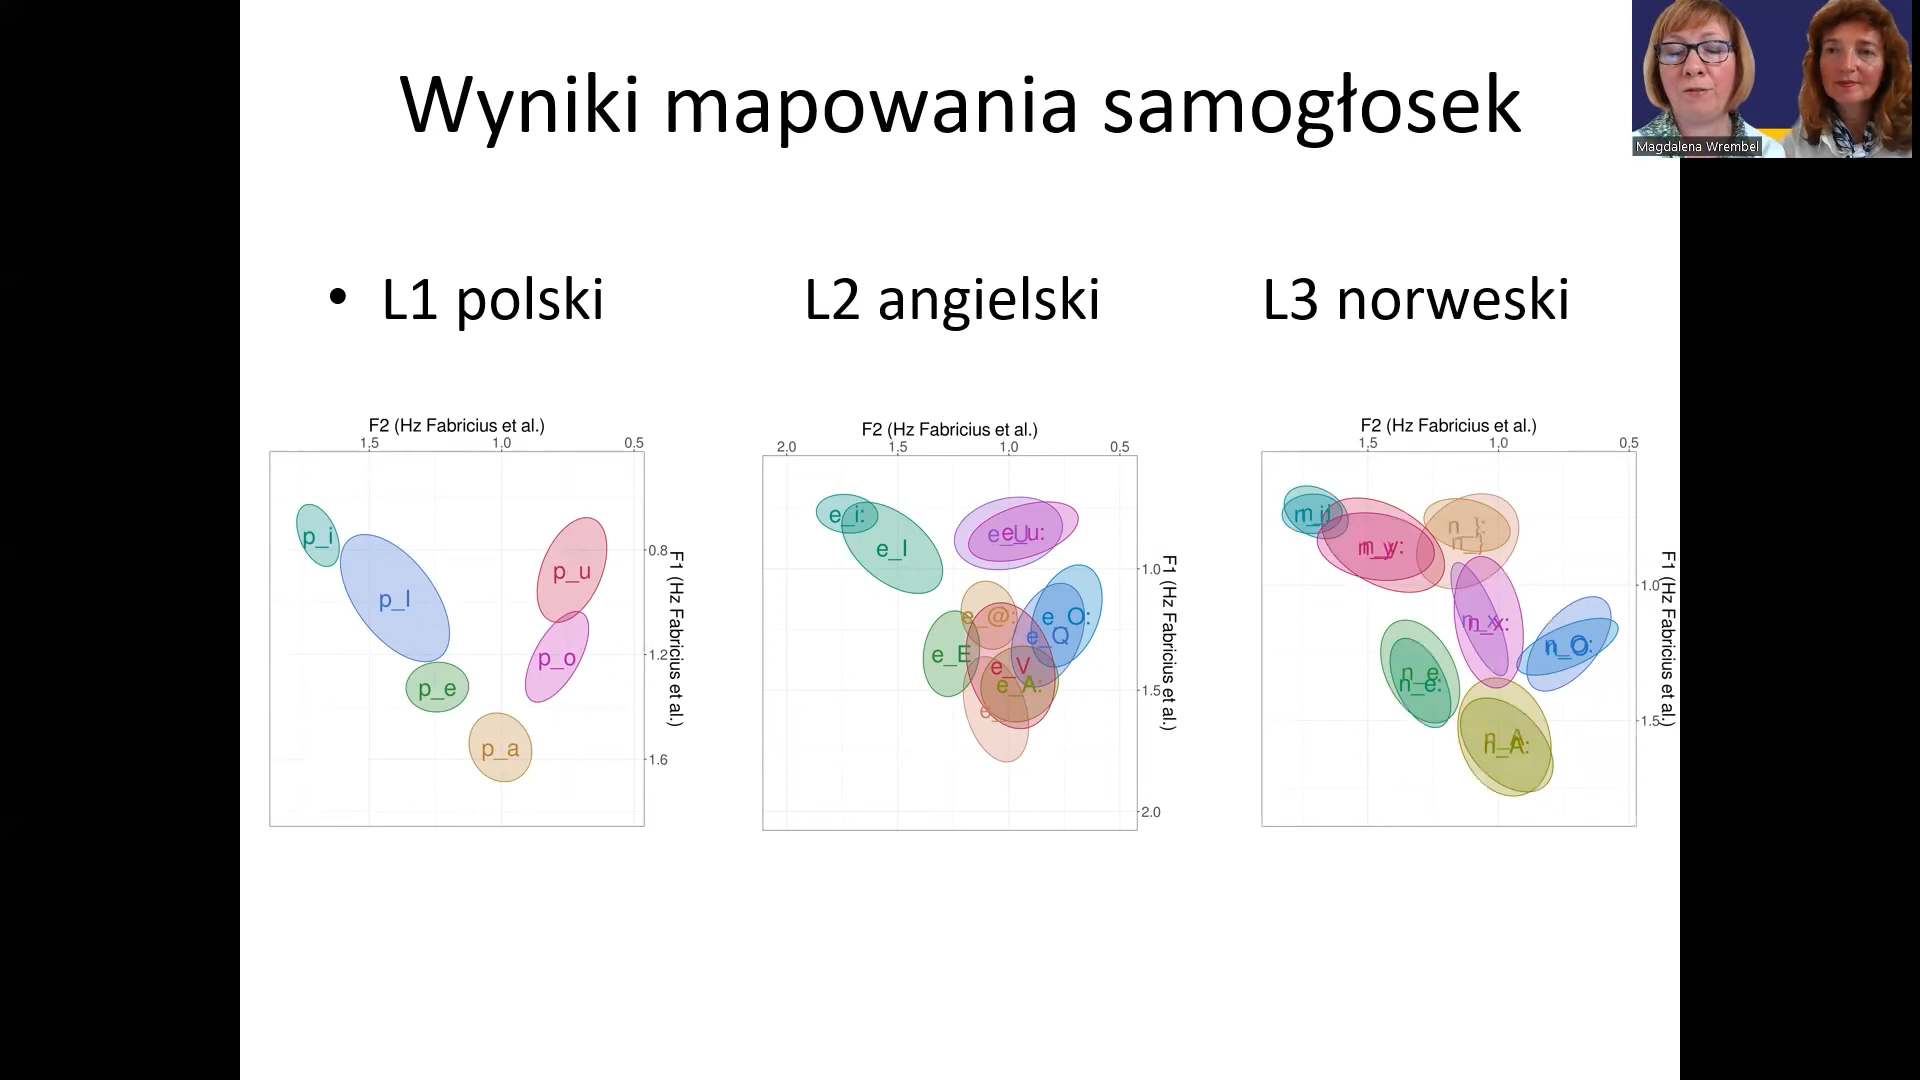 Wyniki mapowania samogłosek
Magdalena Wrembel
• L1 polski L2 angielski L3 norweski
F2 (Hz Fabricius et al.)
1.5 1.0 0.5
p_i
p_I
p_u
p_o
p_e
p_a
0.8
1.2
1.6
F1 (Hz Fabricius et al.)
F2 (Hz Fabricius et al.)
2.0 1.5 1.0 0.5
e_i:
e_I
e_@:
e_O:
e_Q
e_E
e_V
e_A:
1.0
1.5
2.0
F1 (Hz Fabricius et al.)
F2 (Hz Fabricius et al.)
1.5 1.0 0.5
n_}:
n_x:
n_O:
n_e
n_e:
n_A:
1.0
1.5
F1 (Hz Fabricius et al.)